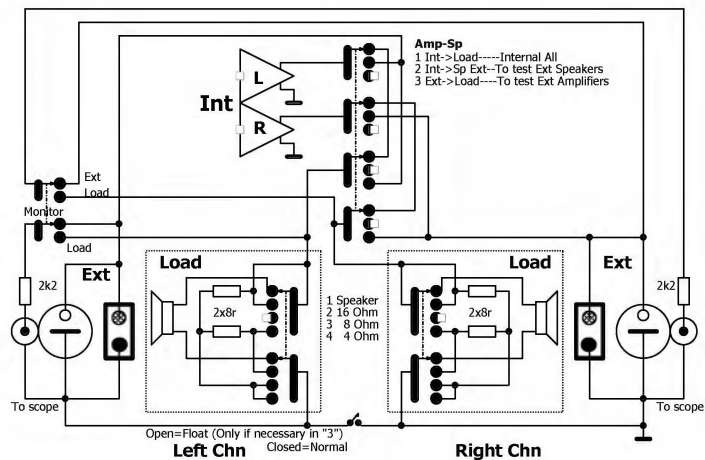 Amp-Sp
1 Int->Load-----Internal All
2 Int->Sp Ext--To test Ext Speakers
3 Ext->Load----To test Ext Amplifiers
L
Int
R
Ext
Load
Monitor
Load
Ext
2k2
Load
2x8r
1 Speaker
2 16 Ohm
3 8 Ohm
4 4 Ohm
Load
2x8r
Ext
2k2
To scope
To scope
Open=Float (Only if necessary in "3")
Closed=Normal
Left Chn
Right Chn